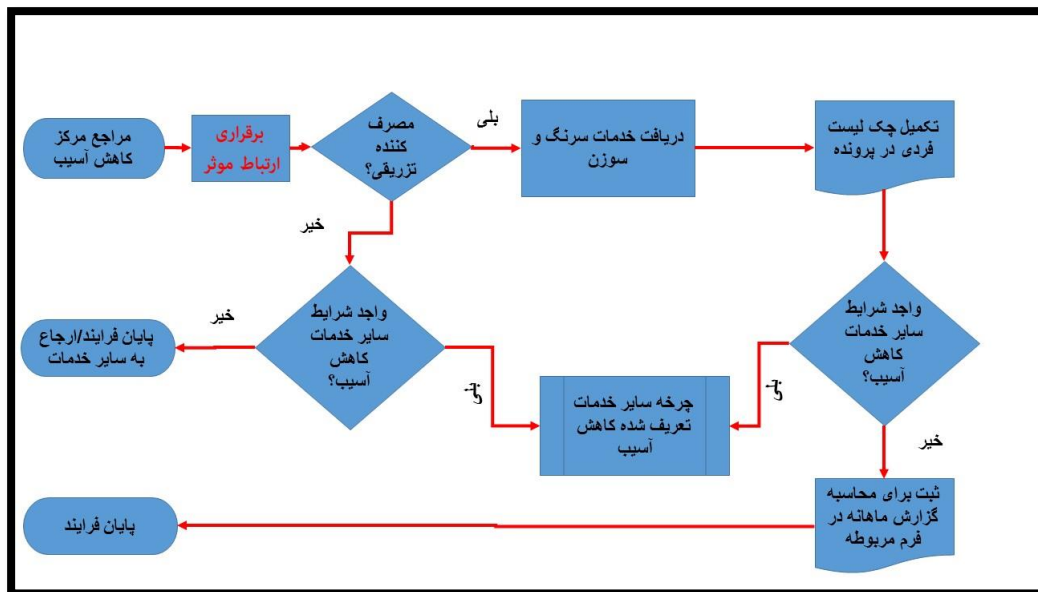 مراجع مرکز
کاهش آسیب
برقراری
ارتباط موثر
مصرف
کننده
تزریقی؟
بلی
دریافت خدمات سرنگ و
سوزن
تکمیل چک لیست
فردی در پرونده
خیر
واجد شرایط
سایر خدمات
کاهش
آسیب؟
خیر
پایان فرایند/ارجاع
به سایر خدمات
بلی
چرخه سایر خدمات
تعریف شده کاهش
آسیب
بلی
واجد شرایط
سایر خدمات
کاهش
آسیب؟
خیر
ثبت برای محاسبه
گزارش ماهانه در
فرم مربوطه
پایان فرایند